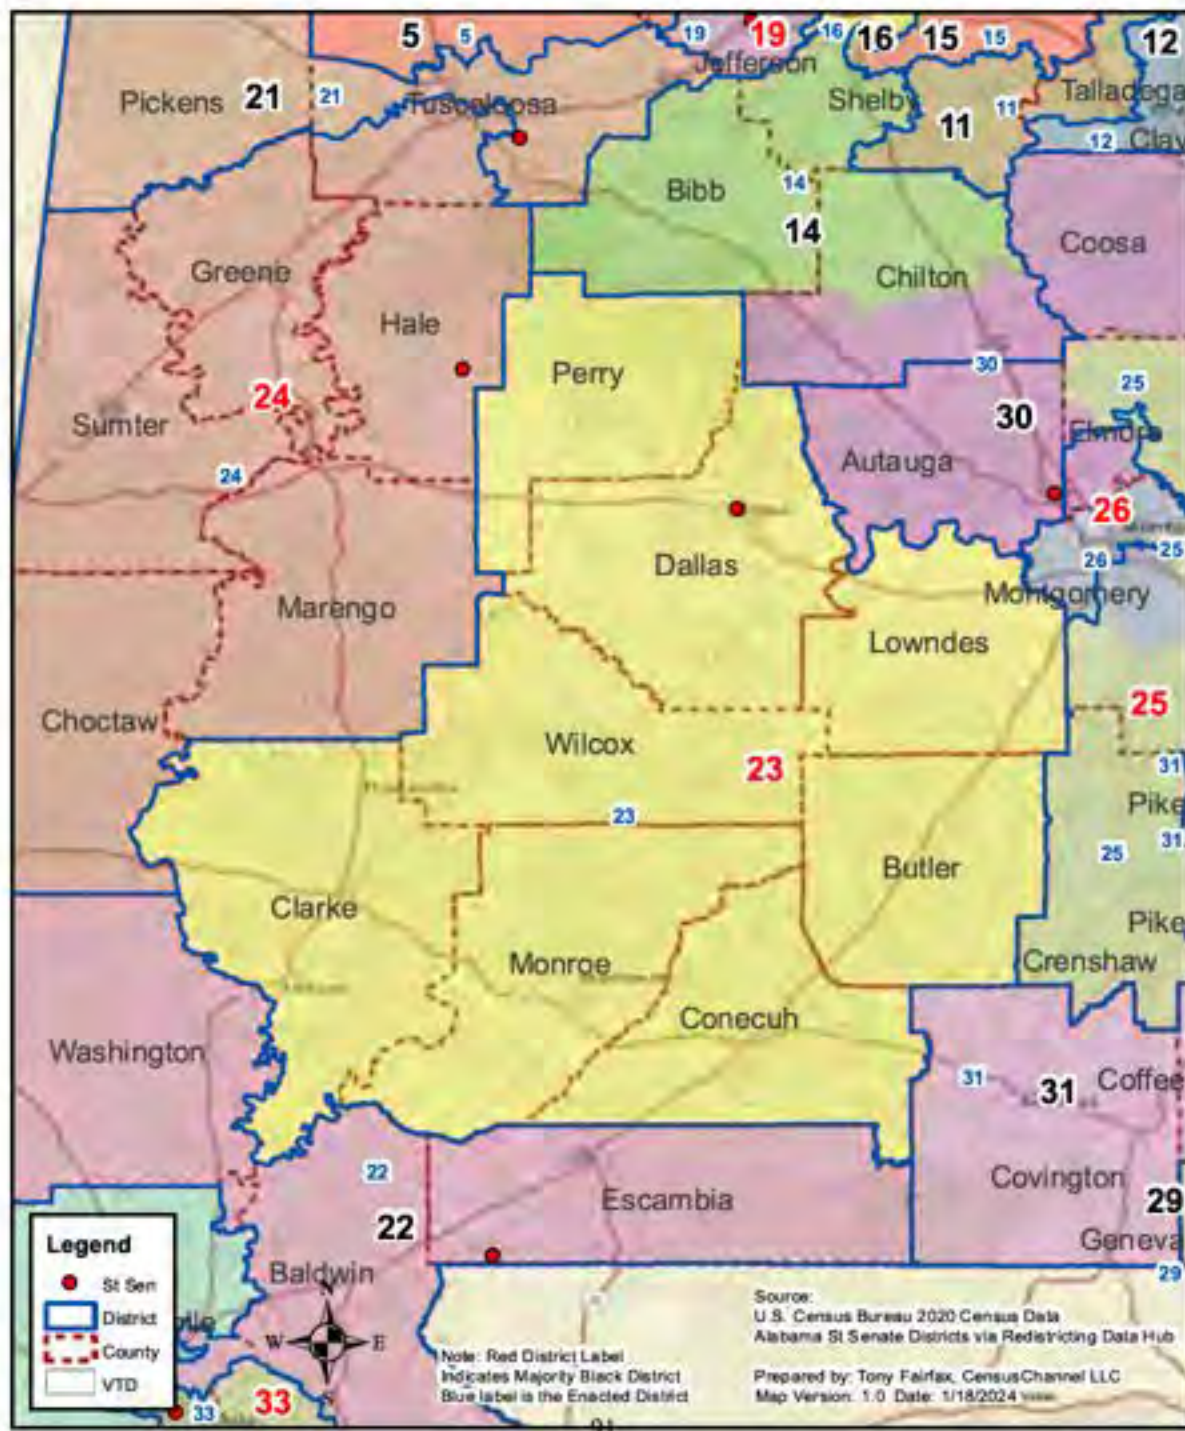 5 5 19 19 16 16 15 15 12
Jefferson
Pickens 21 21 Tuscaloosa Shelby 11 11 Talladega
12 Clay
Bibb 14
14 Coosa
Greene Chilton
Hale
Perry 30 25
24 30
Sumter Elmore
Autauga
24
26
Dallas 26 25
Marengo Montgomery
Lowndes
25
Choctaw
Wilcox 23 31
Pike
23 31
25
Butler
Clarke Pike
Monroe Crenshaw
Conecuh
Washington
31 31 Coffee
22 Covington
Escambia 29
22
Geneva
Baldwin 29
Legend
St Sen
District
County
VTD
N
W E
S
33 33
Note: Red District Label
Indicates Majority Black District
Blue label is the Enacted District
Source:
U.S. Census Bureau 2020 Census Data
Alabama St Senate Districts via Redistricting Data Hub
Prepared by: Tony Fairfax, CensusChannel LLC
Map Version: 1.0 Date: 1/18/2024